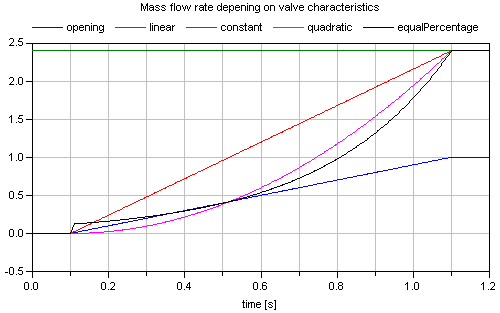 Mass flow rate depening on valve characteristics
opening linear constant quadratic equalPercentage
2.5
2.0
1.5
1.0
0.5
0.0
-0.5
0.0 0.2 0.4 0.6 0.8 1.0 1.2
time [s]